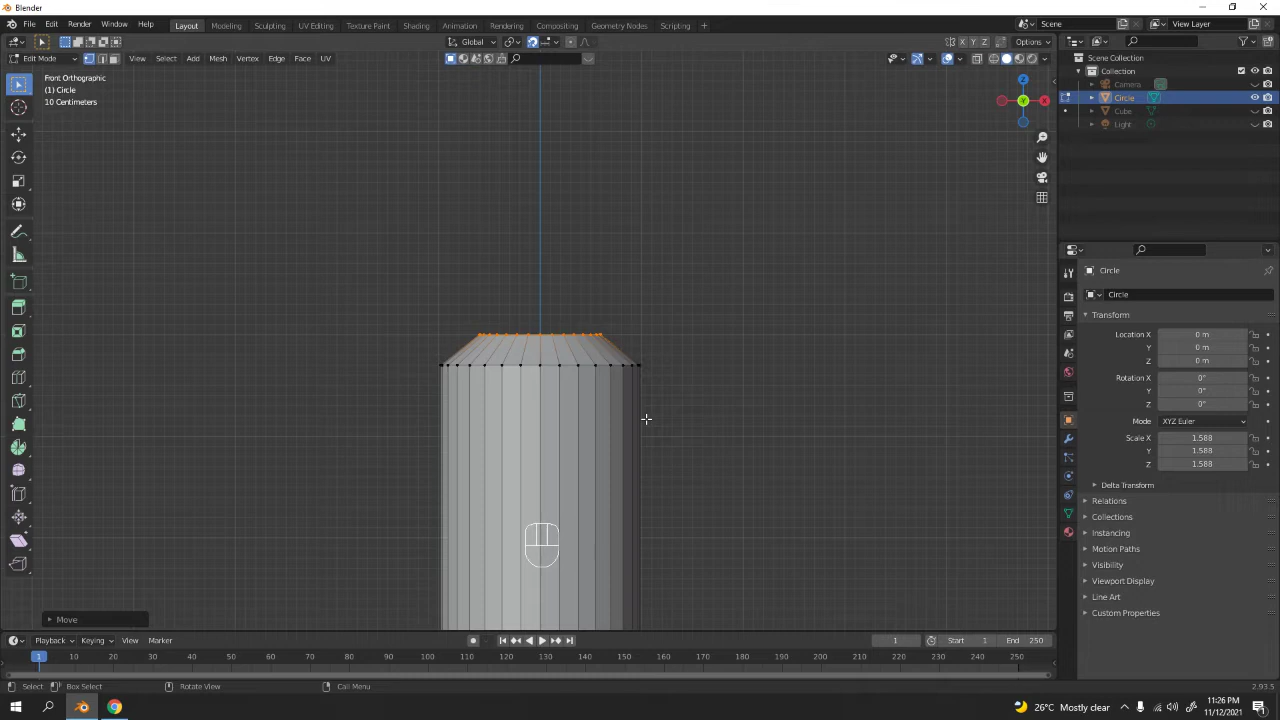 Blender
File Edit Render Window Help
Layout Modeling Sculpting UV Editing Texture Paint Shading Animation Rendering Compositing Geometry Nodes Scripting +
Scene
View Layer
Global
X Y Z
Options
Edit Mode
View Select Add Mesh Vertex Edge Face UV
Front Orthographic
(1) Circle
10 Centimeters
Z
Y
X
Scene Collection
Collection
Camera
Circle
Cube
Light
Circle
Circle
Transform
Location X 0 m
Y 0 m
Z 0 m
Rotation X 0°
Y 0°
Z 0°
Mode XYZ Euler
Scale X 1.588
Y 1.588
Z 1.588
Delta Transform
Relations
Collections
Instancing
Motion Paths
Visibility
Viewport Display
Line Art
Custom Properties
Move
Playback Keying View Marker
1 Start 1 End 250
1 10 20 30 40 50 60 70 80 90 100 110 120 130 140 150 160 170 180 190 200 210 220 230 240 250
Select Box Select Rotate View Call Menu 2.93.5
26°C Mostly clear
11:26 PM
11/12/2021
1